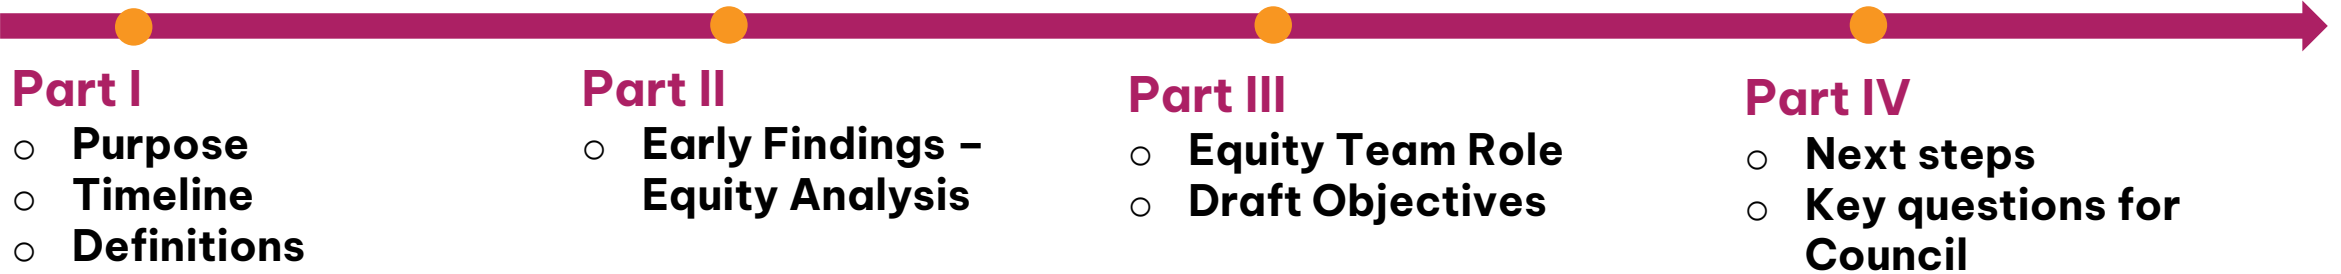 Part I
○ Purpose
○ Timeline
○ Definitions
Part II
○ Early Findings –
Equity Analysis
Part III
○ Equity Team Role
○ Draft Objectives
Part IV
○ Next steps
○ Key questions for
Council